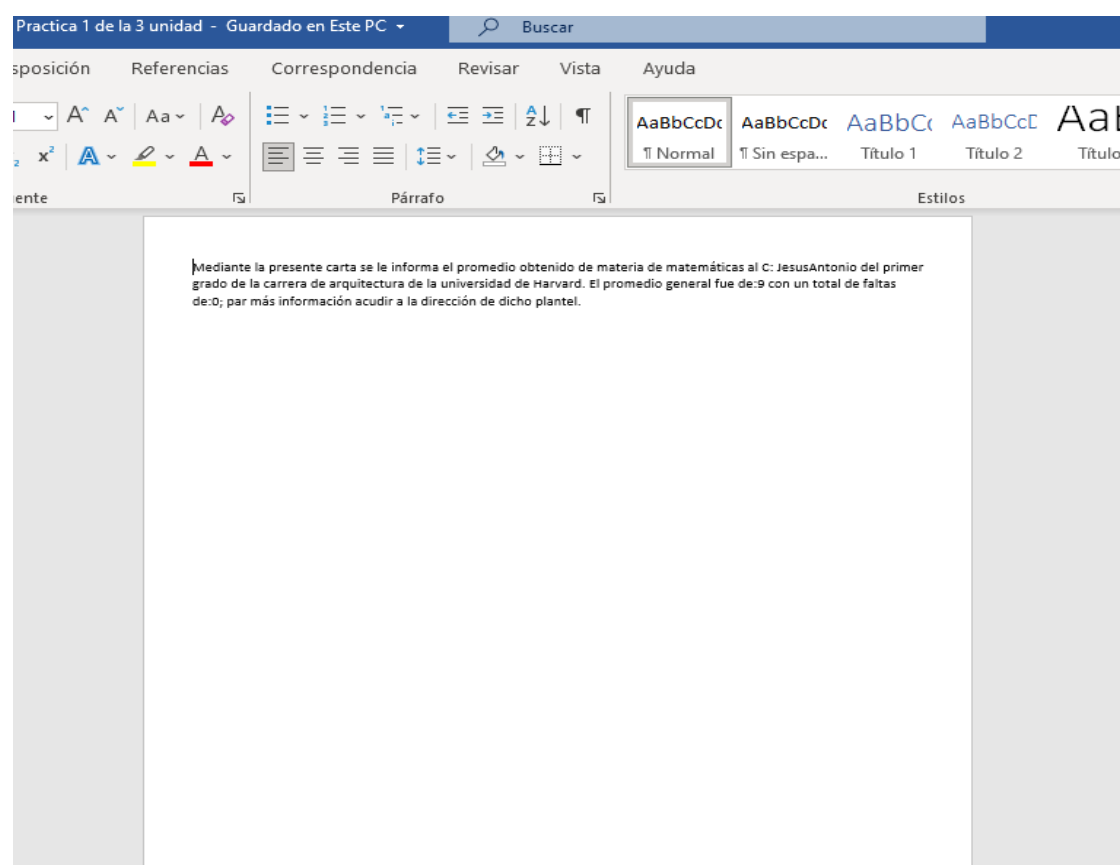 Practica 1 de la 3 unidad - Guardado en Este PC
Buscar
sposición Referencias Correspondencia Revisar Vista Ayuda
A A Aa A
x² A A
AaBbCcDc AaBbCcDc AaBbC( AaBbCcD AaB
¶ Normal ¶ Sin espa... Título 1 Título 2 Título
ente Párrafo Estilos
Mediante la presente carta se le informa el promedio obtenido de materia de matemáticas al C: JesusAntonio del primer
grado de la carrera de arquitectura de la universidad de Harvard. El promedio general fue de:9 con un total de faltas
de:0; par más información acudir a la dirección de dicho plantel.